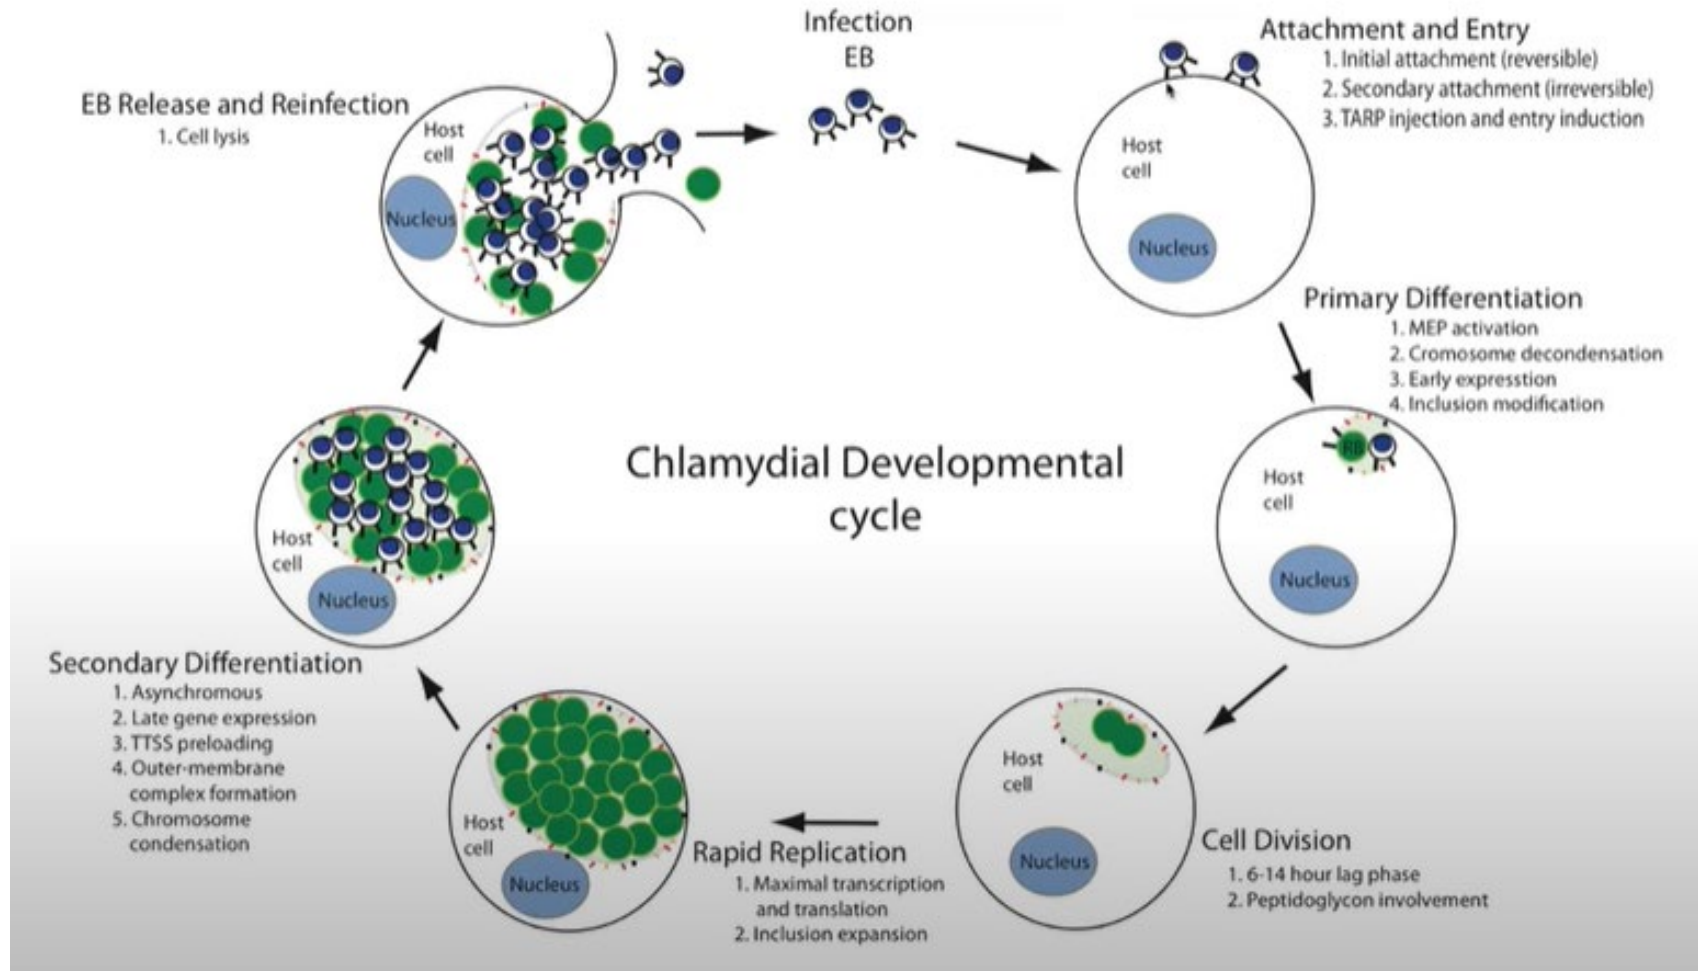 Infection
EB
Attachment and Entry
1. Initial attachment (reversible)
2. Secondary attachment (irreversible)
3. TARP injection and entry induction
Host
cell
Nucleus
Primary Differentiation
1. MEP activation
2. Cromosome decondensation
3. Early expresstion
4. Inclusion modification
RB
Host
cell
Nucleus
Cell Division
1. 6-14 hour lag phase
2. Peptidoglycon involvement
Host
cell
Nucleus
Rapid Replication
1. Maximal transcription
and translation
2. Inclusion expansion
Host
cell
Nucleus
Secondary Differentiation
1. Asynchromous
2. Late gene expression
3. TTSS preloading
4. Outer-membrane
complex formation
5. Chromosome
condensation
Host
cell
Nucleus
EB Release and Reinfection
1. Cell lysis
Host
cell
Nucleus
Chlamydial Developmental
cycle